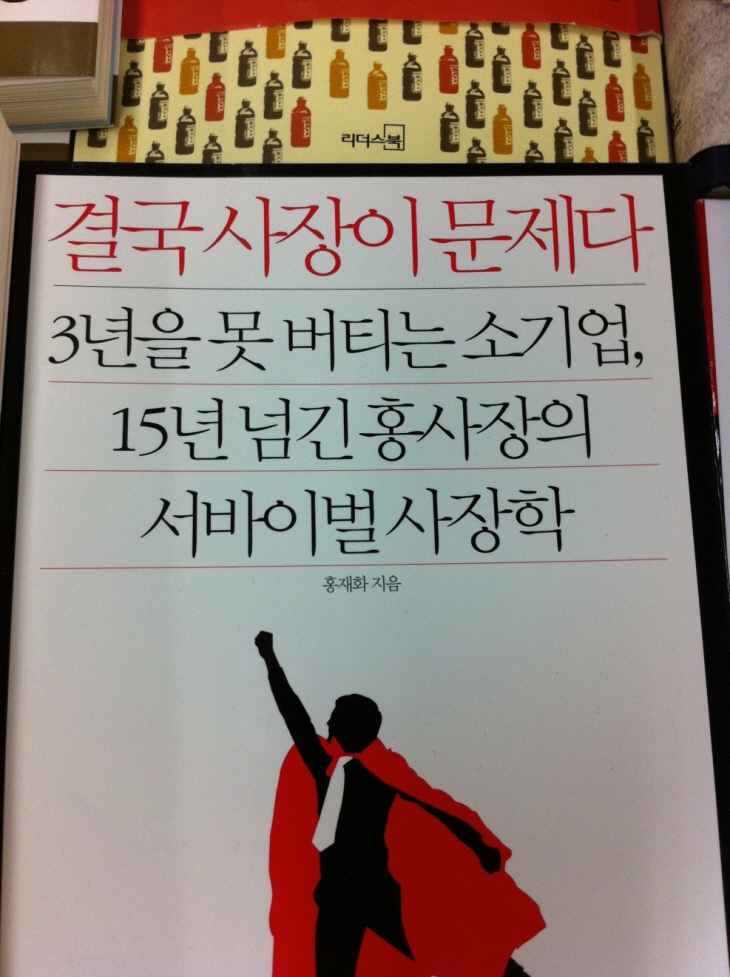 리더스북
결국 사장이 문제다
3년을 못 버티는 소기업,
15년 넘긴 홍사장의
서바이벌 사장학
홍재화 지음